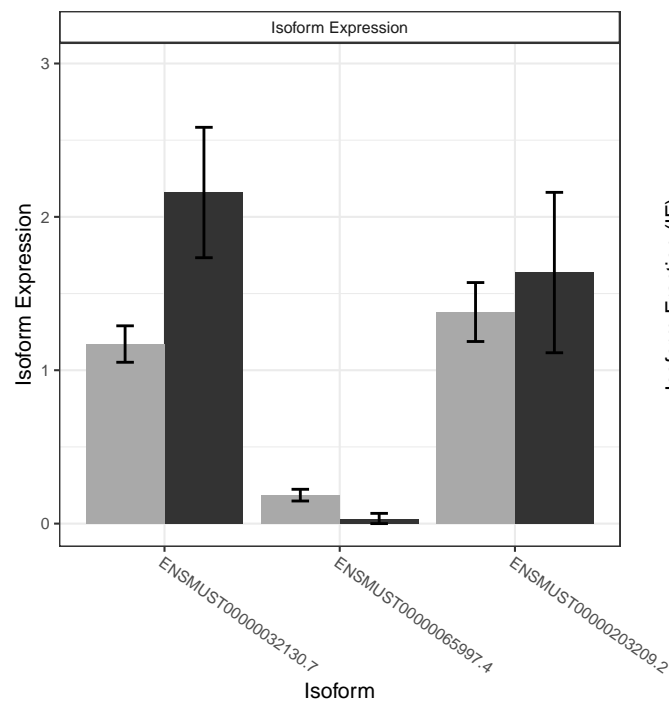 Isoform Expression
3
2
1
0
Isoform Expression
ENSMUST00000032130.7
ENSMUST00000065997.4
ENSMUST00000203209.2
Isoform